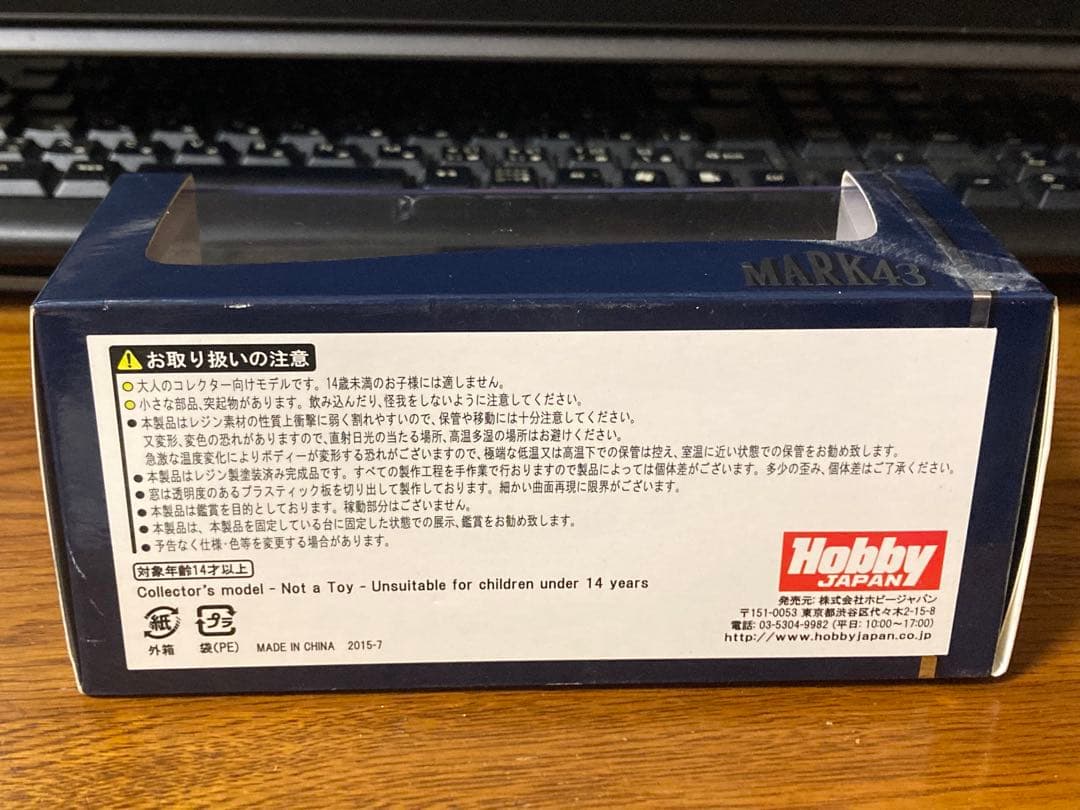 MARK43
お取り扱いの注意
大人のコレクター向けモデルです。14歳未満のお子様には適しません。
小さな部品、突起物があります。飲み込んだり、怪我をしないように注意してください。
本製品はレジン素材の性質上衝撃に弱く割れやすいので、保管や移動には十分注意してください。
又変形、変色の恐れがありますので、直射日光の当たる場所、高温多湿の場所はお避けください。
急激な温度変化によりボディーが変形する恐れがございますので、極端な低温又は高温下での保管は控え、室温に近い状態での保管をお勧め致します。
本製品はレジン製塗装済み完成品です。すべての製作工程を手作業で行おりますので製品によっては個体差がございます。多少の歪み、個体差はご了承ください。
窓は透明度のあるプラスティック板を切り出して製作しております。細かい曲面再現に限界がございます。
本製品は鑑賞を目的としております。稼動部分はございません。
本製品は、本製品を固定している台に固定した状態での展示、鑑賞をお勧め致します。
予告なく仕様・色等を変更する場合があります。
対象年齢14才以上
Collector's model - Not a Toy - Unsuitable for children under 14 years
紙
外箱
プラ
袋(PE)
MADE IN CHINA 2015-7
Hobby
JAPAN
発売元: 株式会社ホビージャパン
〒151-0053 東京都渋谷区代々木2-15-8
電話: 03-5304-9982 (平日: 10:00～17:00)
http://www.hobbyjapan.co.jp